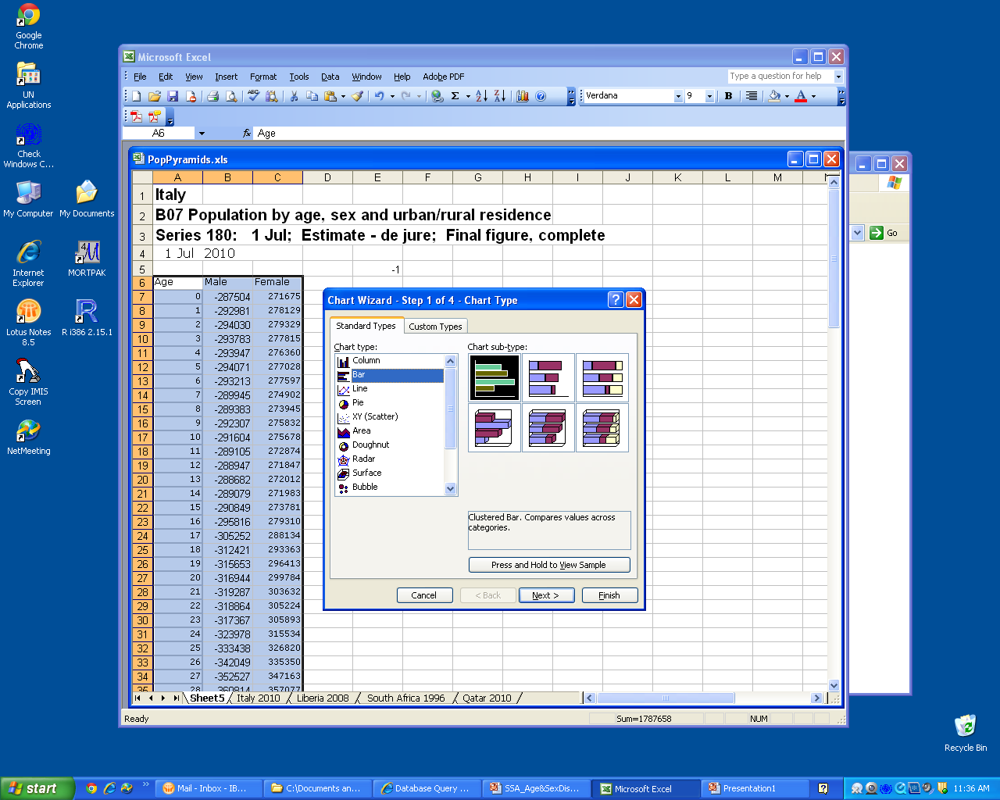 Google
Chrome
UN
Applications
Check
Windows C...
My Computer
My Documents
Internet
Explorer
MORTPAK
Lotus Notes
8.5
R i386 2.15.1
Copy IMIS
Screen
NetMeeting
Recycle Bin
Microsoft Excel
File Edit View Insert Format Tools Data Window Help Adobe PDF
Type a question for help
Verdana 9 B A
A6 fx Age
PopPyramids.xls
A B C D E F G H I J K L M
1 Italy
2 B07 Population by age, sex and urban/rural residence
3 Series 180: 1 Jul; Estimate - de jure; Final figure, complete
4 1 Jul 2010
5 -1
6 Age Male Female
7 0 -287504 271675
8 1 -292981 278129
9 2 -294030 279329
10 3 -293783 277815
11 4 -293947 276360
12 5 -294071 277028
13 6 -293213 277597
14 7 -289945 274902
15 8 -289383 273945
16 9 -292307 275832
17 10 -291604 275678
18 11 -289105 272874
19 12 -288947 271847
20 13 -288682 272012
21 14 -289079 271983
22 15 -290849 273781
23 16 -295816 279310
24 17 -305252 288134
25 18 -312421 293363
26 19 -315653 296413
27 20 -316944 299784
28 21 -319287 303632
29 22 -318864 305224
30 23 -317367 305893
31 24 -323978 315534
32 25 -333438 326820
33 26 -342049 335350
34 27 -352527 347163
35 28 -360814 357077
Chart Wizard - Step 1 of 4 - Chart Type
Standard Types Custom Types
Chart type:
Column
Bar
Line
Pie
XY (Scatter)
Area
Doughnut
Radar
Surface
Bubble
Chart sub-type:
Clustered Bar. Compares values across
categories.
Press and Hold to View Sample
Cancel < Back Next > Finish
Go
Sheet5 Italy 2010 Liberia 2008 South Africa 1996 Qatar 2010
Ready Sum=1787658 NUM
start Mail - Inbox - IB... C:\Documents an... Database Query ... SSA_Age&SexDis... Microsoft Excel Presentation1 11:36 AM